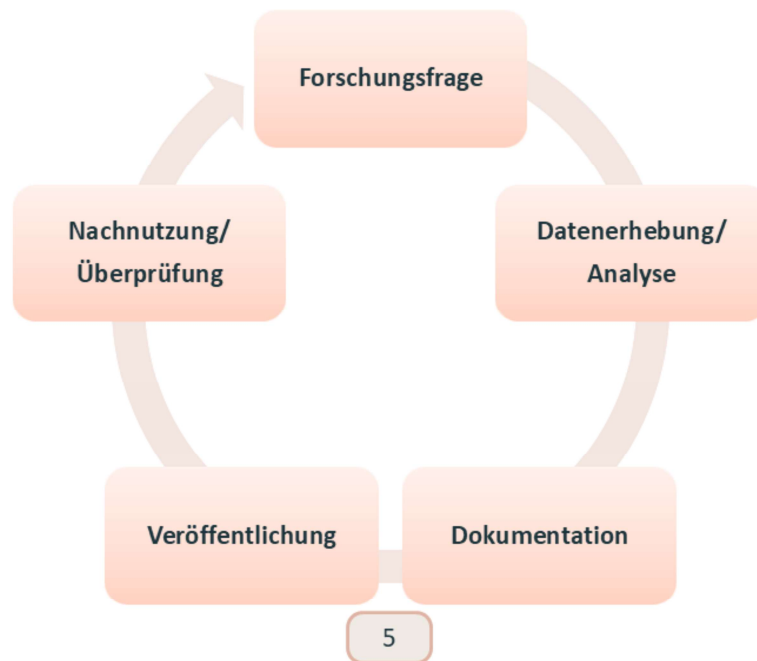 Forschungsfrage
Datenerhebung/
Analyse
Dokumentation
Veröffentlichung
Nachnutzung/
Überprüfung
5